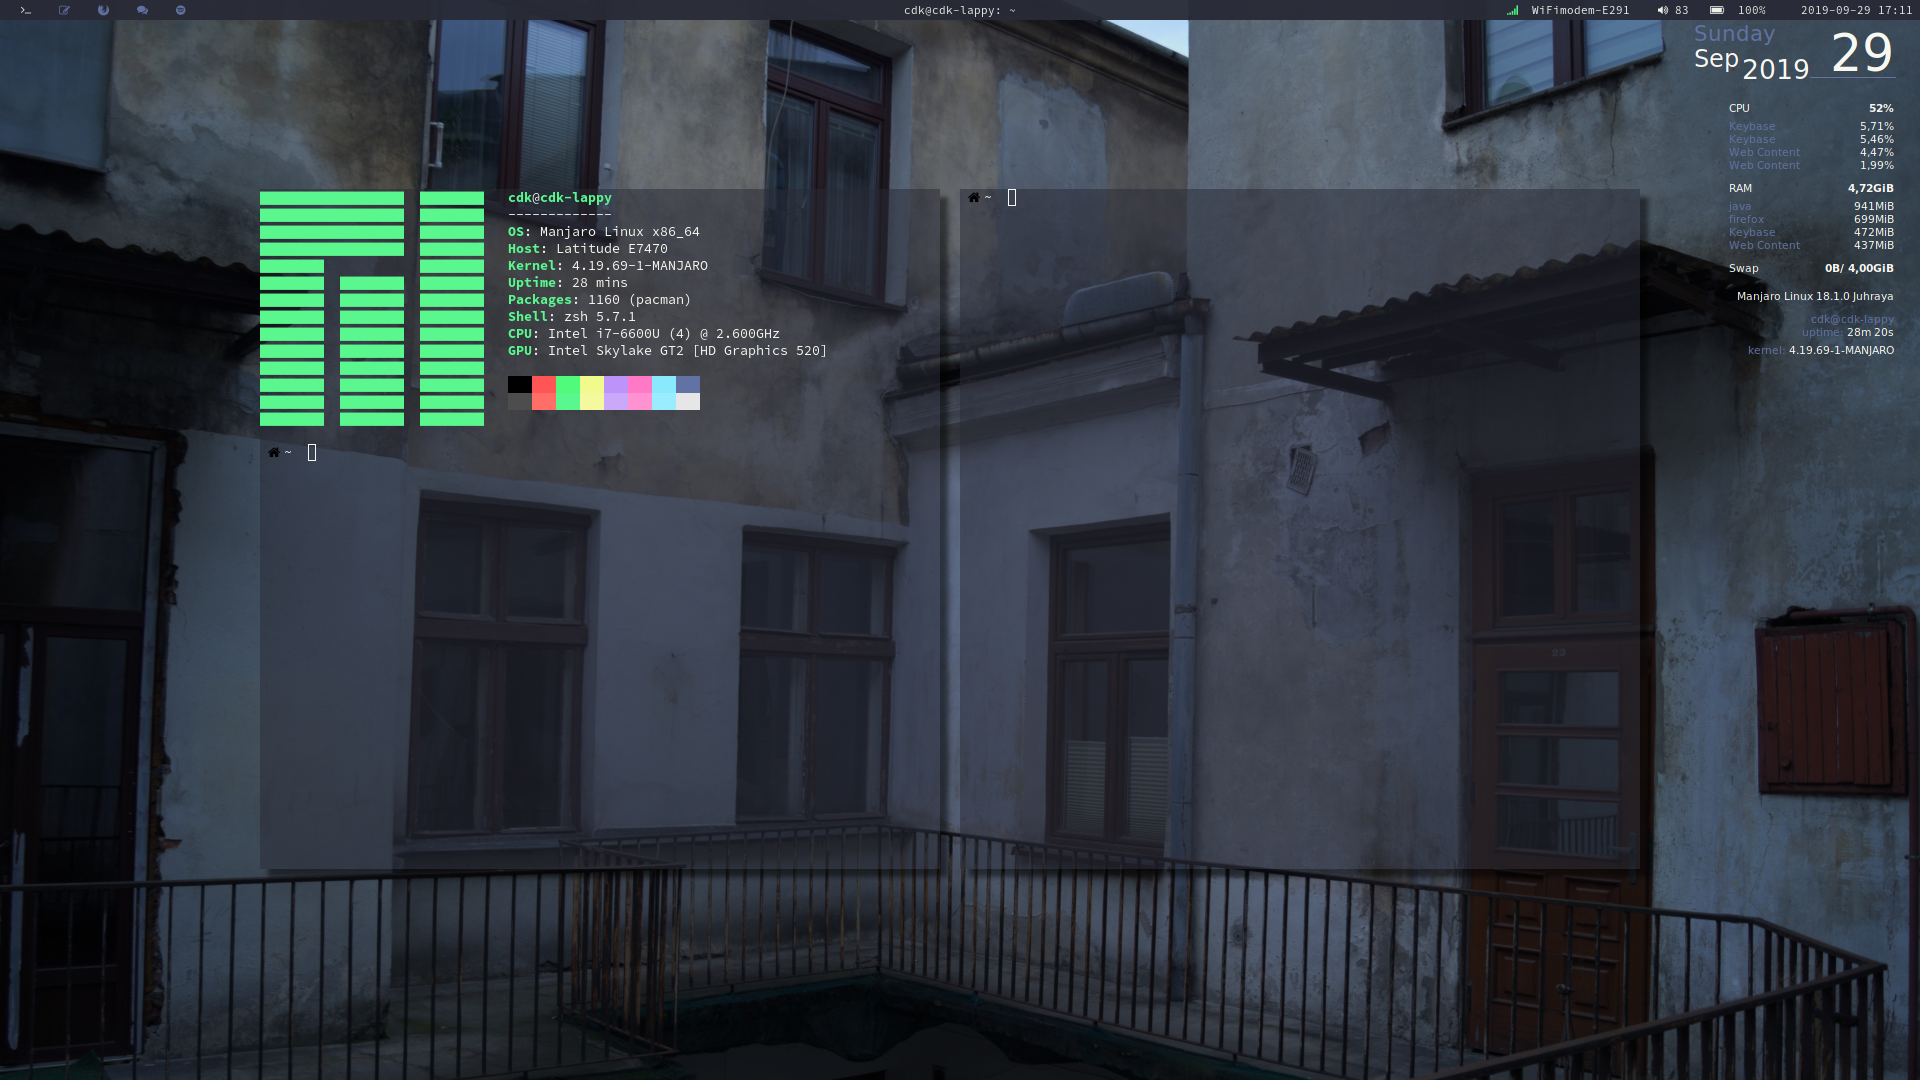 cdk@cdk-lappy: ~
WiFimodem-E291
83
100%
2019-09-29 17:11
Sunday
Sep 2019 29
CPU 52%
Keybase 5,71%
Keybase 5,46%
Web Content 4,47%
Web Content 1,99%
RAM 4,72GiB
java 941MiB
firefox 699MiB
Keybase 472MiB
Web Content 437MiB
Swap 0B/ 4,00GiB
Manjaro Linux 18.1.0 Juhraya
cdk@cdk-lappy
uptime: 28m 20s
kernel: 4.19.69-1-MANJARO
cdk@cdk-lappy
-------------
OS: Manjaro Linux x86_64
Host: Latitude E7470
Kernel: 4.19.69-1-MANJARO
Uptime: 28 mins
Packages: 1160 (pacman)
Shell: zsh 5.7.1
CPU: Intel i7-6600U (4) @ 2.600GHz
GPU: Intel Skylake GT2 [HD Graphics 520]
~
~
23